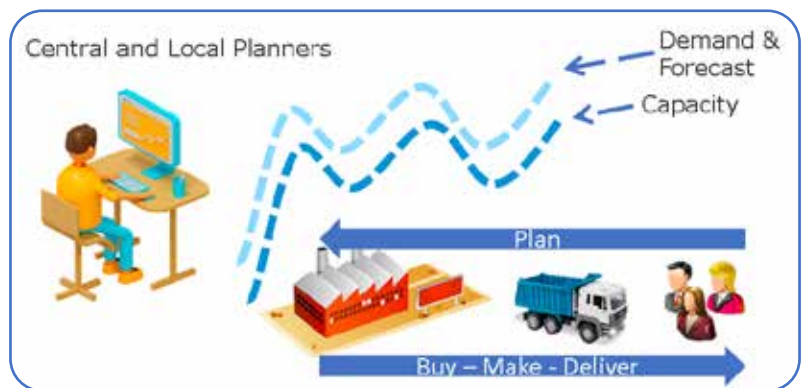 Central and Local Planners
Demand &
Forecast
Capacity
Plan
Buy – Make - Deliver